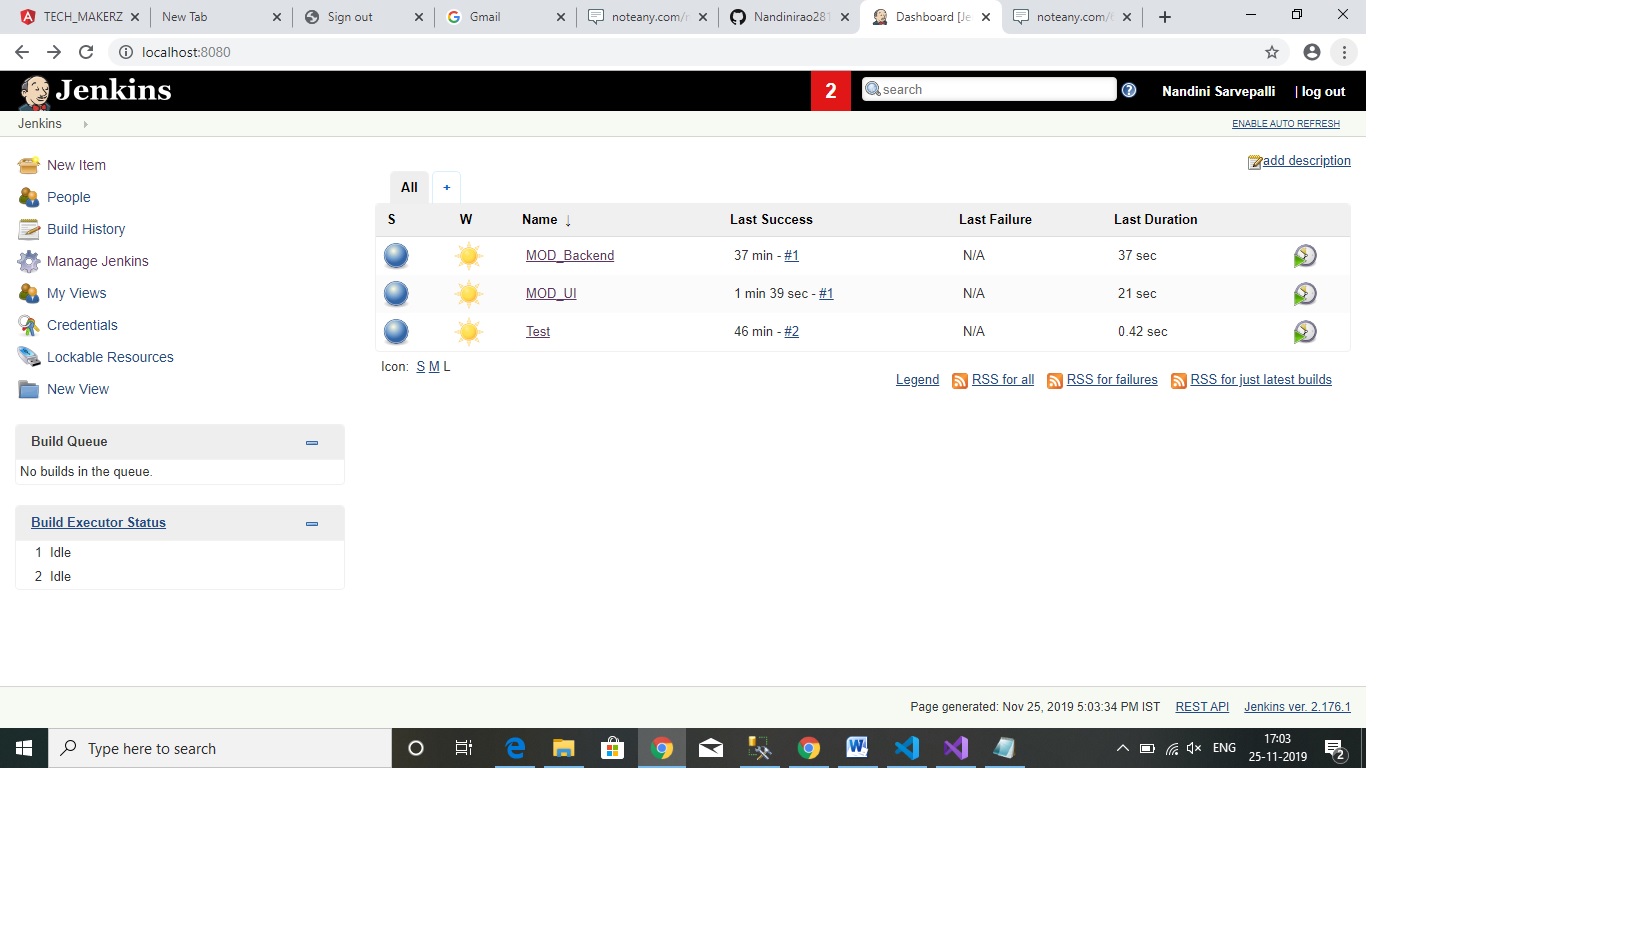 TECH_MAKERZ
New Tab
Sign out
Gmail
noteany.com/
Nandinirao281
Dashboard [Je
noteany.com/
localhost:8080
Jenkins
2
search
Nandini Sarvepalli
| log out
Jenkins
ENABLE AUTO REFRESH
New Item
People
Build History
Manage Jenkins
My Views
Credentials
Lockable Resources
New View
Build Queue
No builds in the queue.
Build Executor Status
1 Idle
2 Idle
add description
All +
S W Name ↓ Last Success Last Failure Last Duration
MOD_Backend 37 min - #1 N/A 37 sec
MOD_UI 1 min 39 sec - #1 N/A 21 sec
Test 46 min - #2 N/A 0.42 sec
Icon: S M L
Legend RSS for all RSS for failures RSS for just latest builds
Page generated: Nov 25, 2019 5:03:34 PM IST REST API Jenkins ver. 2.176.1
Type here to search
ENG
17:03
25-11-2019
2